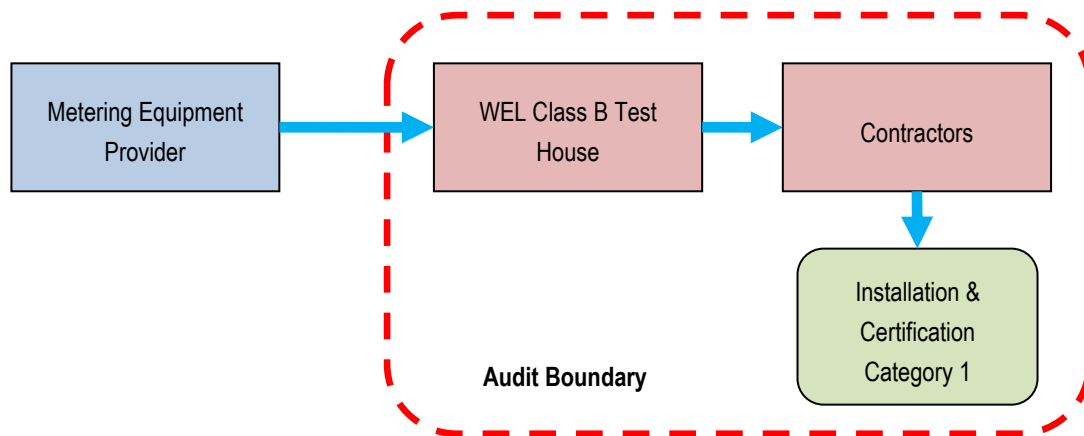 Metering Equipment
Provider
WEL Class B Test
House
Contractors
Installation &
Certification
Category 1
Audit Boundary